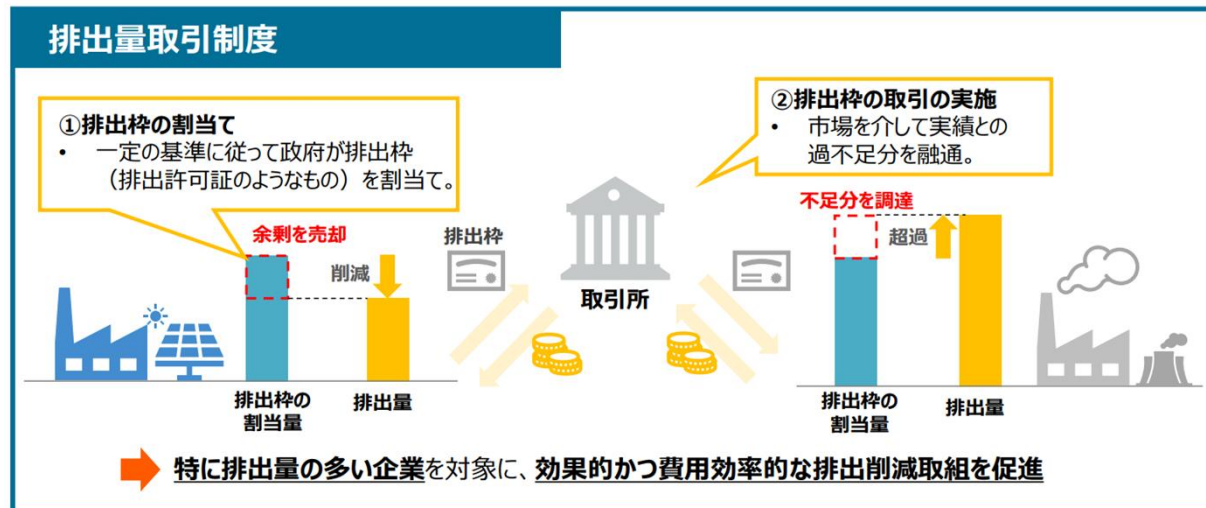 排出量取引制度
①排出枠の割当て
• 一定の基準に従って政府が排出枠
（排出許可証のようなもの）を割当て。
②排出枠の取引の実施
• 市場を介して実績との
過不足分を融通。
余剰を売却
削減
排出枠
取引所
不足分を調達
超過
排出枠の
割当量
排出量
排出枠の
割当量
排出量
特に排出量の多い企業を対象に、効果的かつ費用効率的な排出削減取組を促進